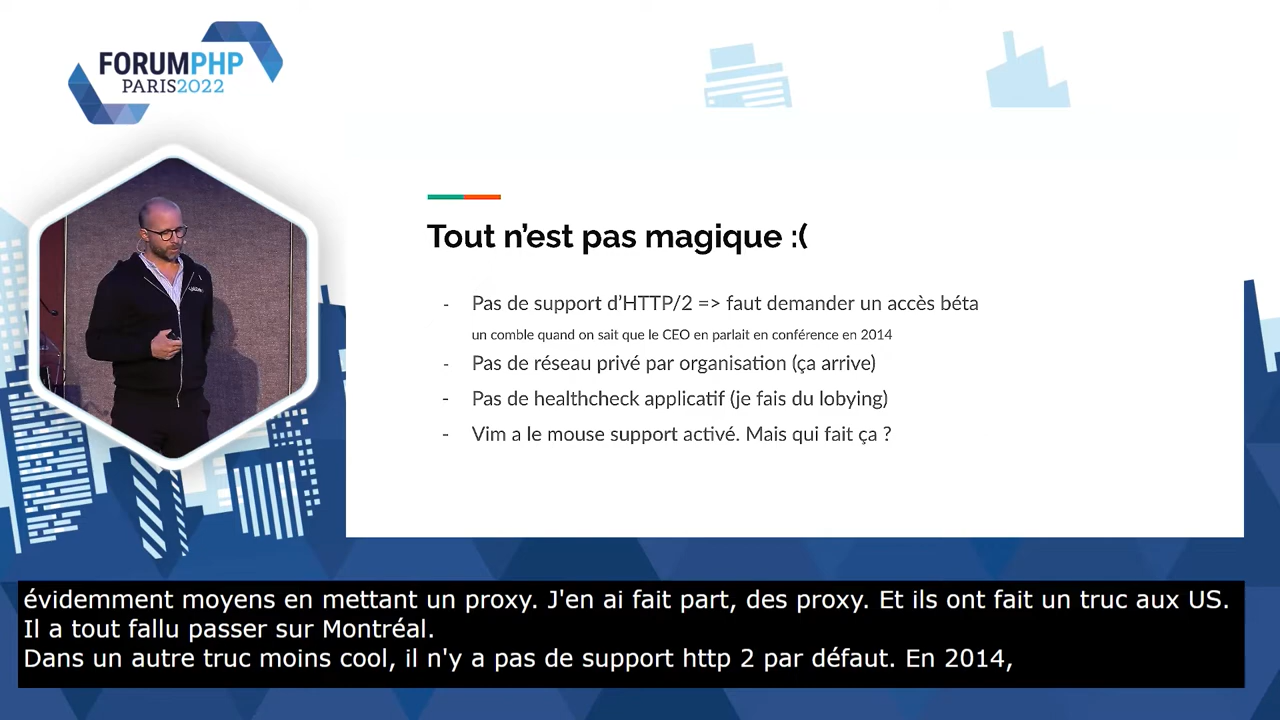 FORUMPHP
PARIS2022
Tout n'est pas magique :(
- Pas de support d'HTTP/2 => faut demander un accès béta
un comble quand on sait que le CEO en parlait en conférence en 2014
- Pas de réseau privé par organisation (ça arrive)
- Pas de healthcheck applicatif (je fais du lobying)
- Vim a le mouse support activé. Mais qui fait ça ?
évidemment moyens en mettant un proxy. J'en ai fait part, des proxy. Et ils ont fait un truc aux US.
Il a tout fallu passer sur Montréal.
Dans un autre truc moins cool, il n'y a pas de support http 2 par défaut. En 2014,